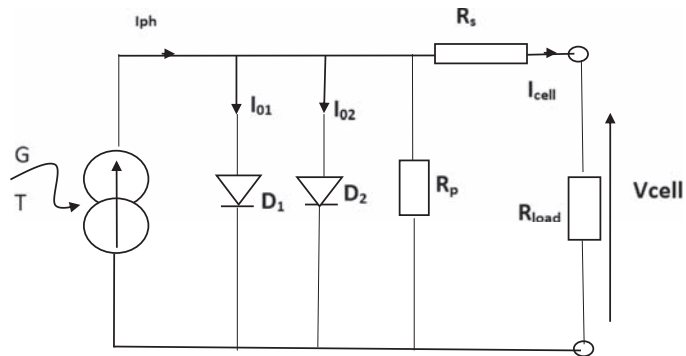 Iph
Rs
Icell
I01
I02
G
T
D1
D2
Rp
Rload
Vcell